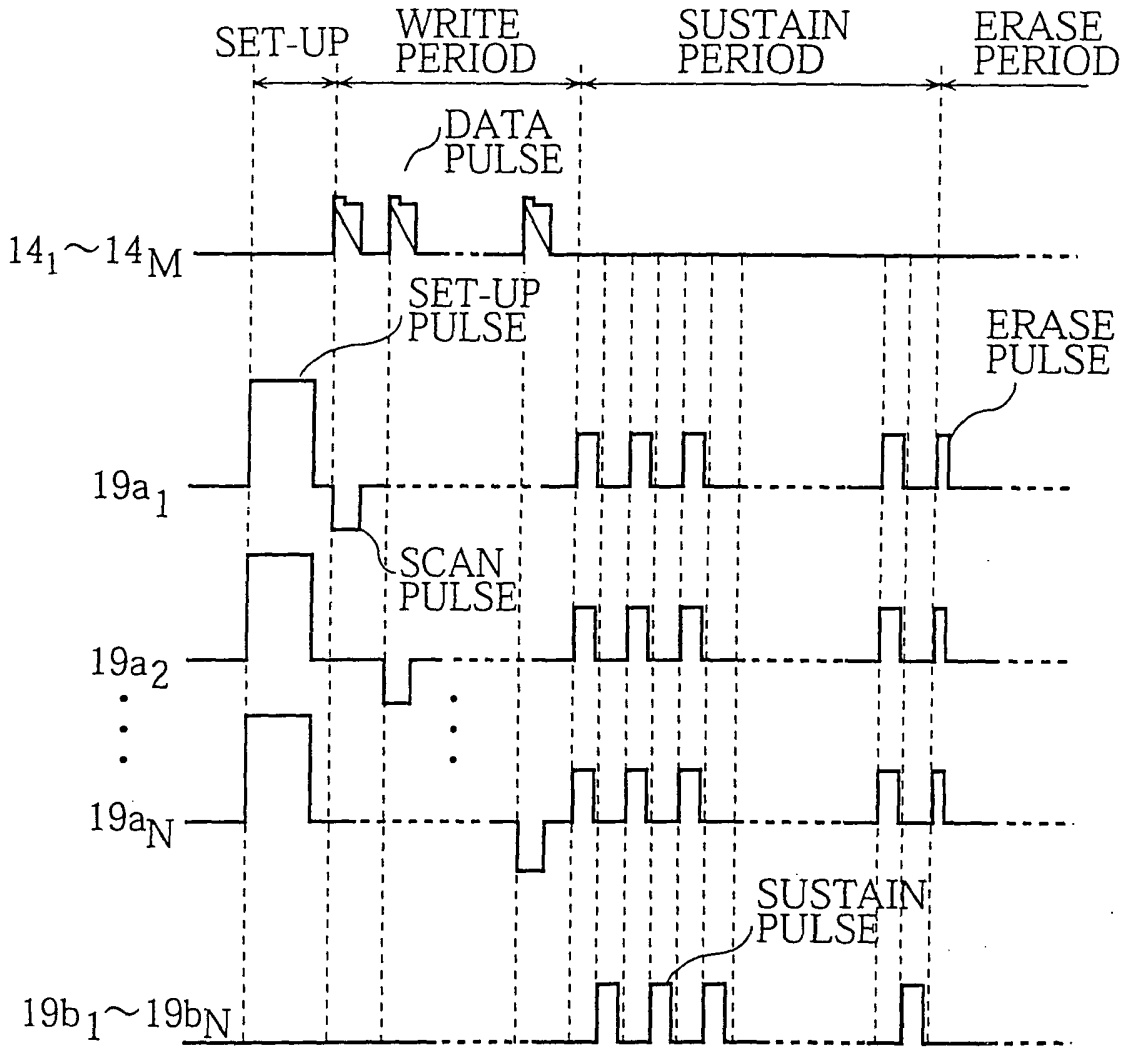 SET-UP
WRITE
PERIOD
SUSTAIN
PERIOD
ERASE
PERIOD
DATA
PULSE
14₁~14M
SET-UP
PULSE
ERASE
PULSE
19a₁
SCAN
PULSE
19a₂
19aN
SUSTAIN
PULSE
19b₁~19bN